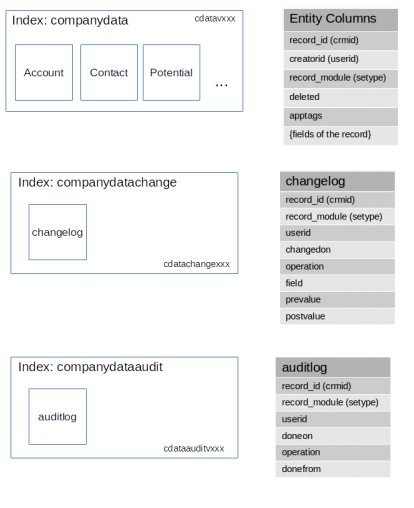 Index: companydata
cdatavxxx
Account
Contact
Potential
...
Entity Columns
record_id (crmid)
creatorid (userid)
record_module (setype)
deleted
apptags
{fields of the record}
Index: companydatachange
changelog
cdatachangexxx
changelog
record_id (crmid)
record_module (setype)
userid
changedon
operation
field
prevalue
postvalue
Index: companydataaudit
auditlog
cdataauditvxxx
auditlog
record_id (crmid)
record_module (setype)
userid
doneon
operation
donefrom